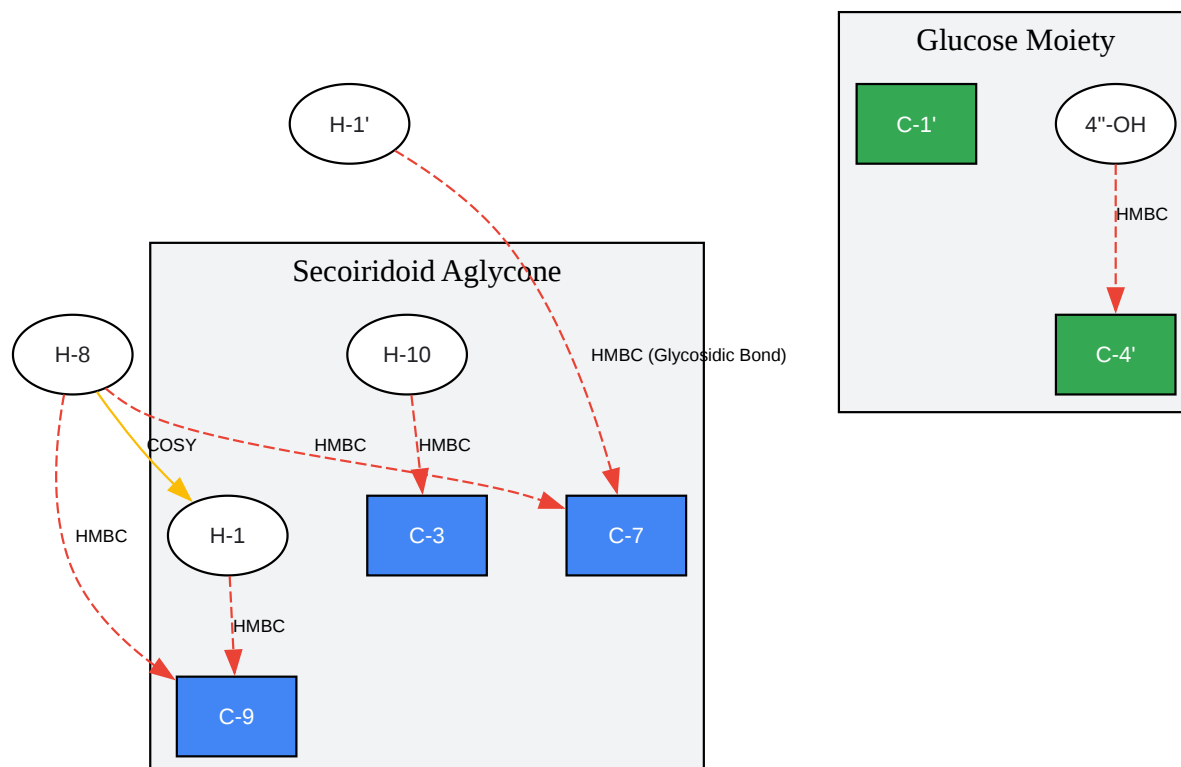 Glucose Moiety
H-1'
C-1'
4"-OH
HMBC
Secoiridoid Aglycone
H-8
H-10
HMBC (Glycosidic Bond)
C-4'
COSY
HMBC
HMBC
HMBC
H-1
C-3
C-7
HMBC
C-9